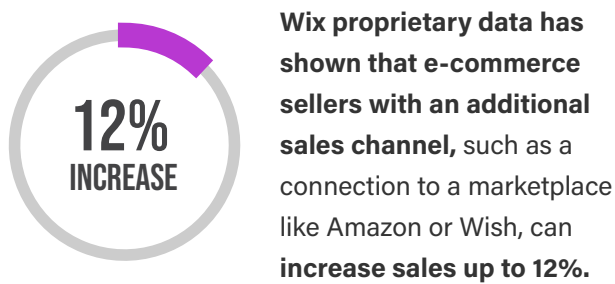 12%
INCREASE
Wix proprietary data has
shown that e-commerce
sellers with an additional
sales channel, such as a
connection to a marketplace
like Amazon or Wish, can
increase sales up to 12%.